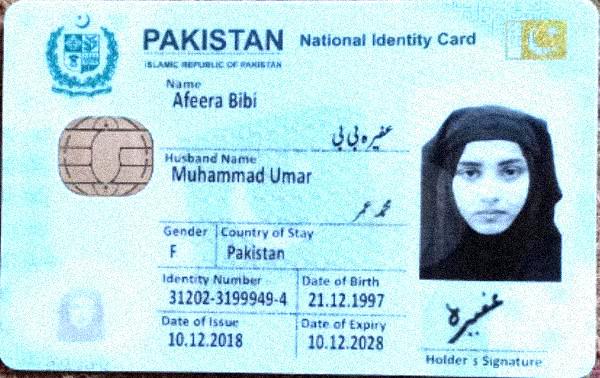 PAKISTAN National Identity Card
ISLAMIC REPUBLIC OF PAKISTAN
Name
Afeera Bibi
عفیرہ بی بی
Husband Name
Muhammad Umar
محمد عمر
Gender Country of Stay
F Pakistan
Identity Number Date of Birth
31202-3199949-4 21.12.1997
Date of Issue Date of Expiry
10.12.2018 10.12.2028
عفیرہ
Holder s Signature